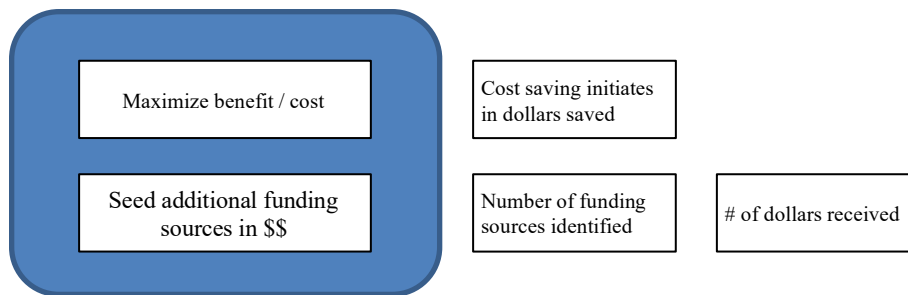 Maximize benefit / cost
Cost saving initiates
in dollars saved
Seed additional funding
sources in $$
Number of funding
sources identified
# of dollars received